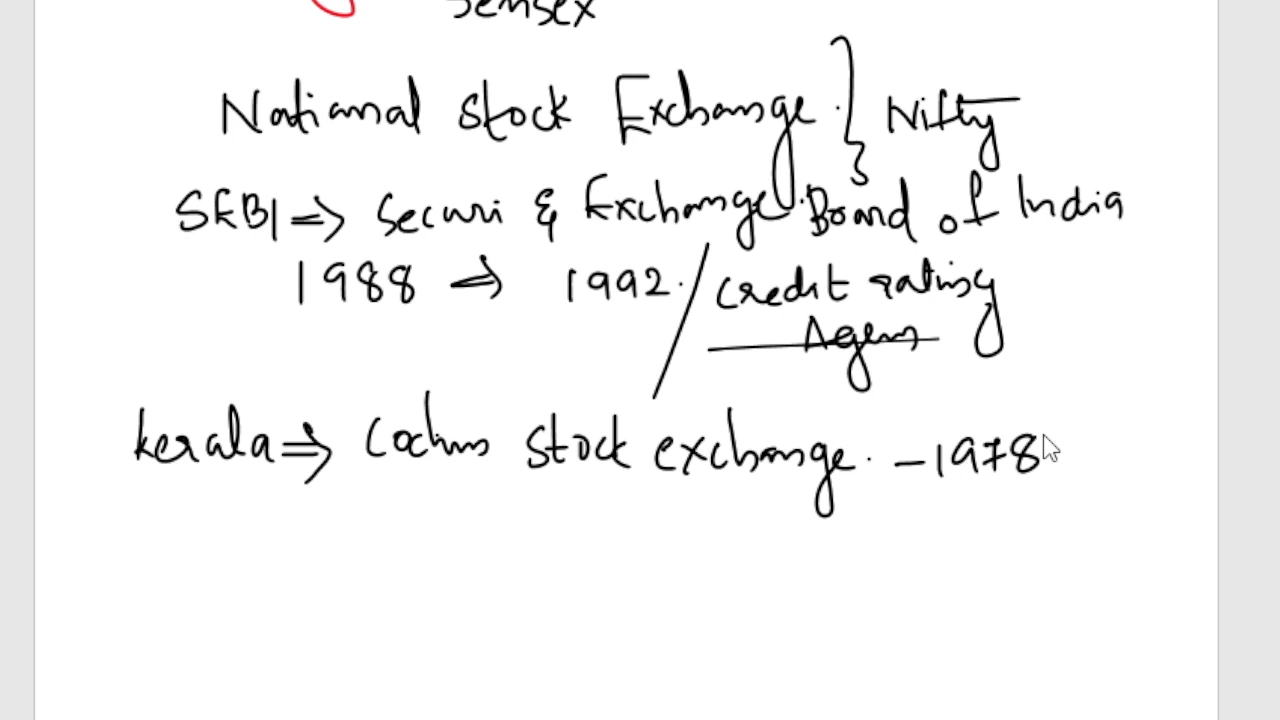 Sensex
National Stock Exchange. } Nifty
SEBI => Securi & Exchange Board of India
1988 => 1992. / Credit rating
Agency
Kerala => Cochin Stock exchange. - 1978